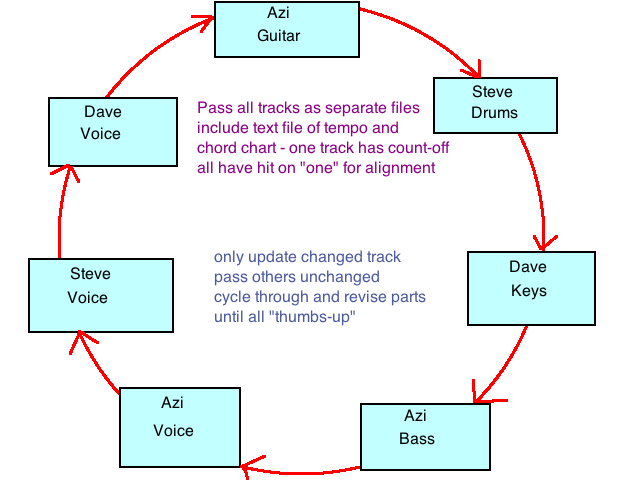 Azi
Guitar
Steve
Drums
Dave
Keys
Azi
Bass
Azi
Voice
Steve
Voice
Dave
Voice
Pass all tracks as separate files
include text file of tempo and
chord chart - one track has count-off
all have hit on "one" for alignment
only update changed track
pass others unchanged
cycle through and revise parts
until all "thumbs-up"